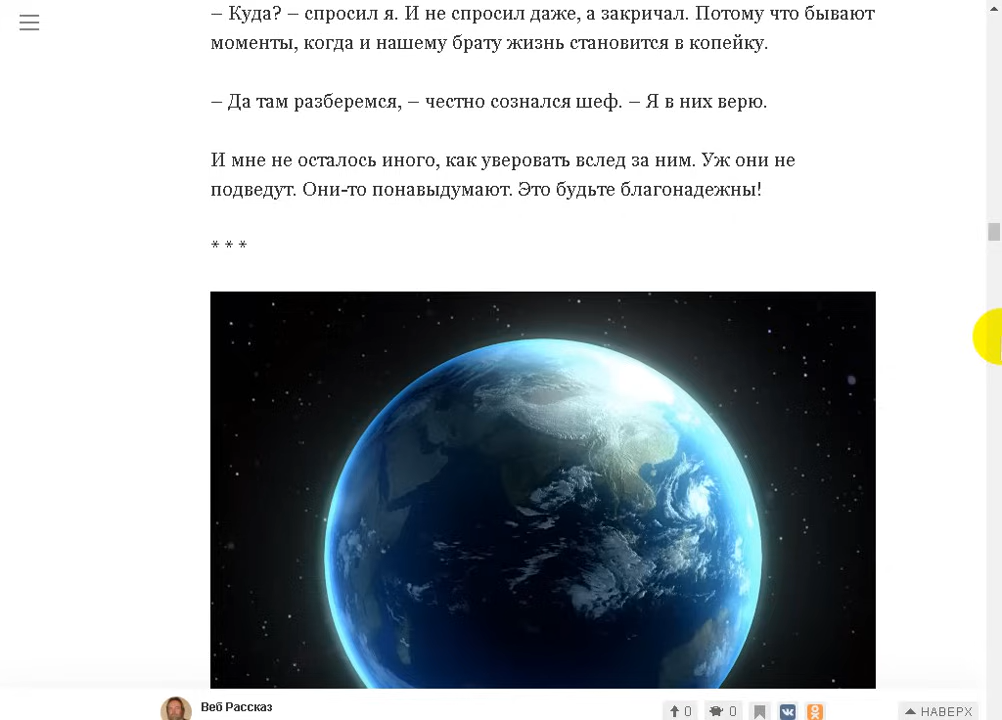 – Куда? – спросил я. И не спросил даже, а закричал. Потому что бывают
моменты, когда и нашему брату жизнь становится в копейку.
– Да там разберемся, – честно сознался шеф. – Я в них верю.
И мне не осталось иного, как уверовать вслед за ним. Уж они не
подведут. Они-то понавыдумают. Это будьте благонадежны!
* * *
Веб Рассказ
0
0
НАВЕРХ